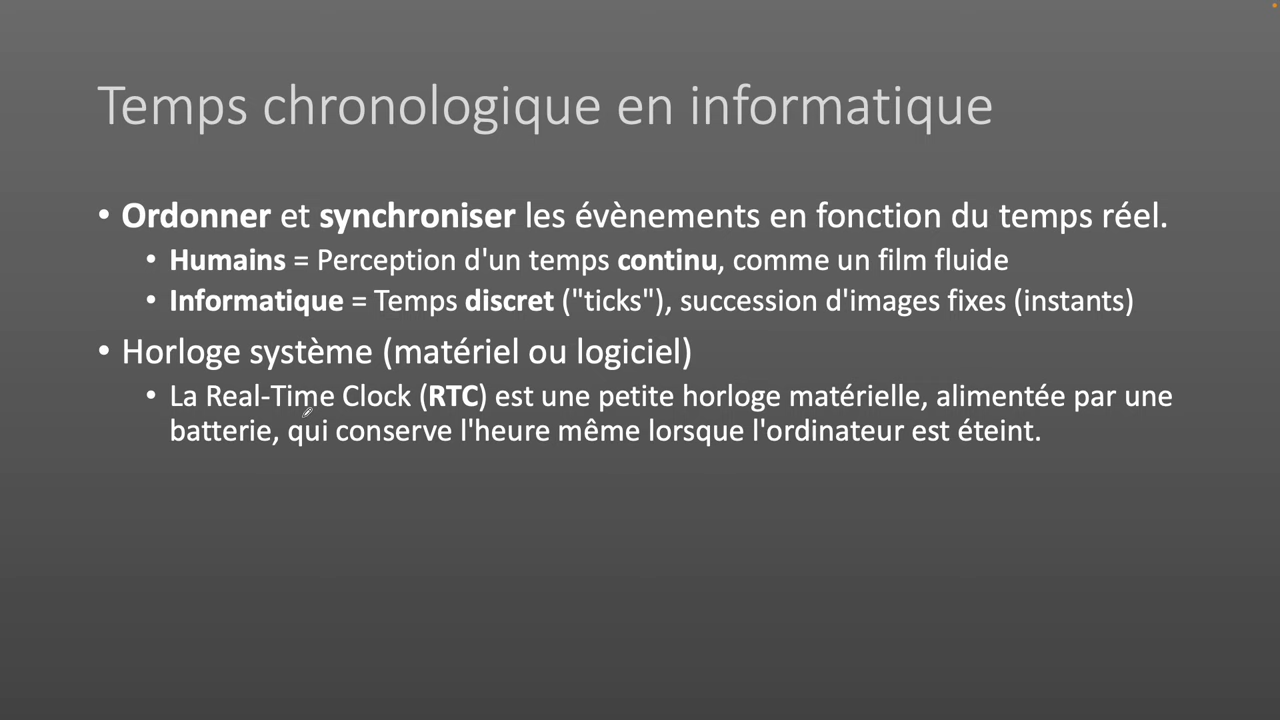 Temps chronologique en informatique
• Ordonner et synchroniser les évènements en fonction du temps réel.
• Humains = Perception d'un temps continu, comme un film fluide
• Informatique = Temps discret ("ticks"), succession d'images fixes (instants)
• Horloge système (matériel ou logiciel)
• La Real-Time Clock (RTC) est une petite horloge matérielle, alimentée par une
batterie, qui conserve l'heure même lorsque l'ordinateur est éteint.